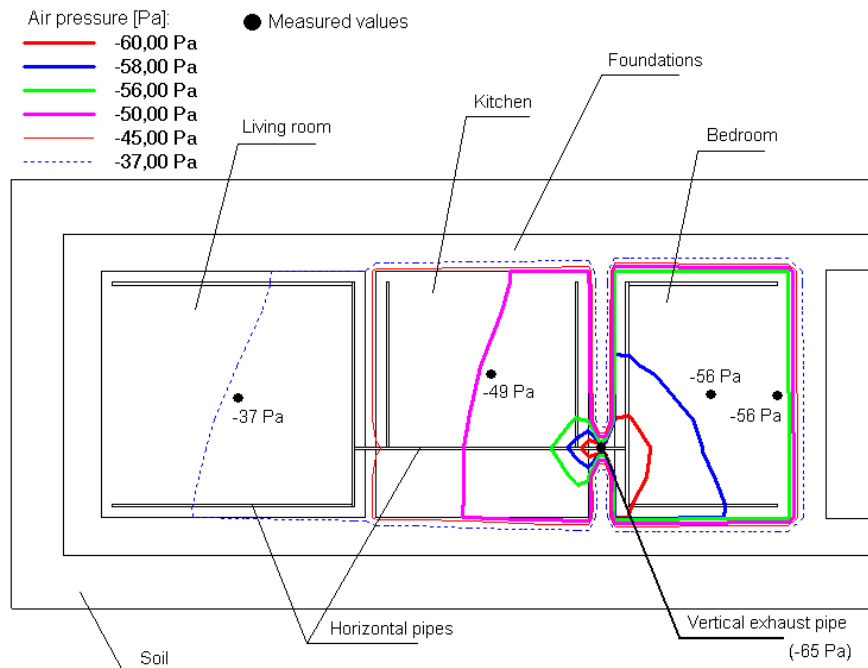 Air pressure [Pa]:
Measured values
-60,00 Pa
-58,00 Pa
-56,00 Pa
-50,00 Pa
-45,00 Pa
-37,00 Pa
Foundations
Kitchen
Living room
Bedroom
-37 Pa
-49 Pa
-56 Pa
-56 Pa
Horizontal pipes
Vertical exhaust pipe
(-65 Pa)
Soil